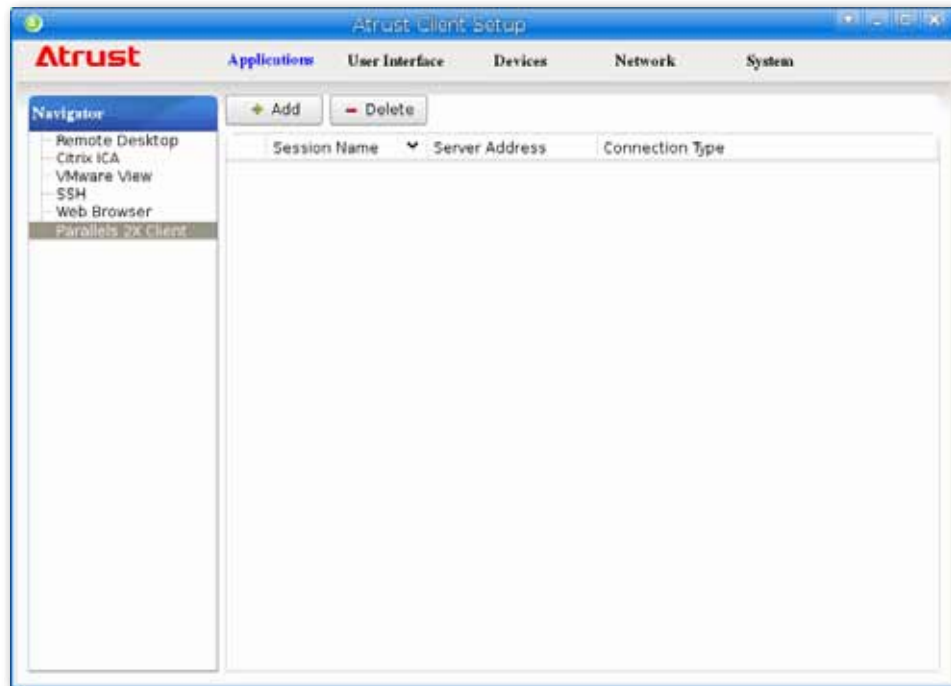 Atrust Client Setup
Atrust
Applications User Interface Devices Network System
Navigator
Remote Desktop
Citrix ICA
VMware View
SSH
Web Browser
Parallels 2X Client
Add Delete
Session Name Server Address Connection Type